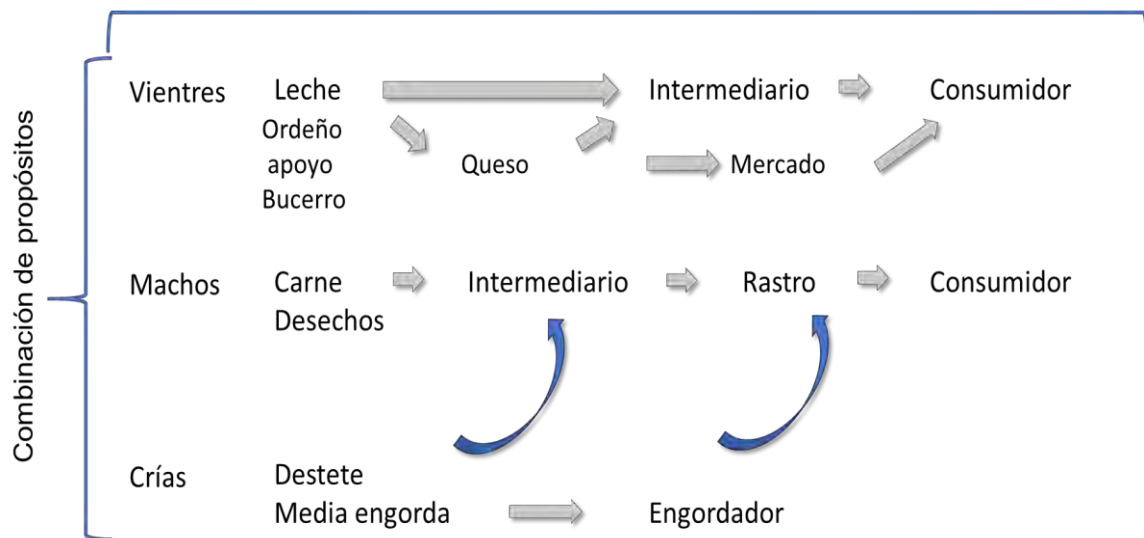 Combinación de propósitos
Vientres Leche Intermediario Consumidor
Ordeño
apoyo Queso Mercado
Bucerro
Machos Carne Intermediario Rastro Consumidor
Desechos
Crías Destete
Media engorda Engordador